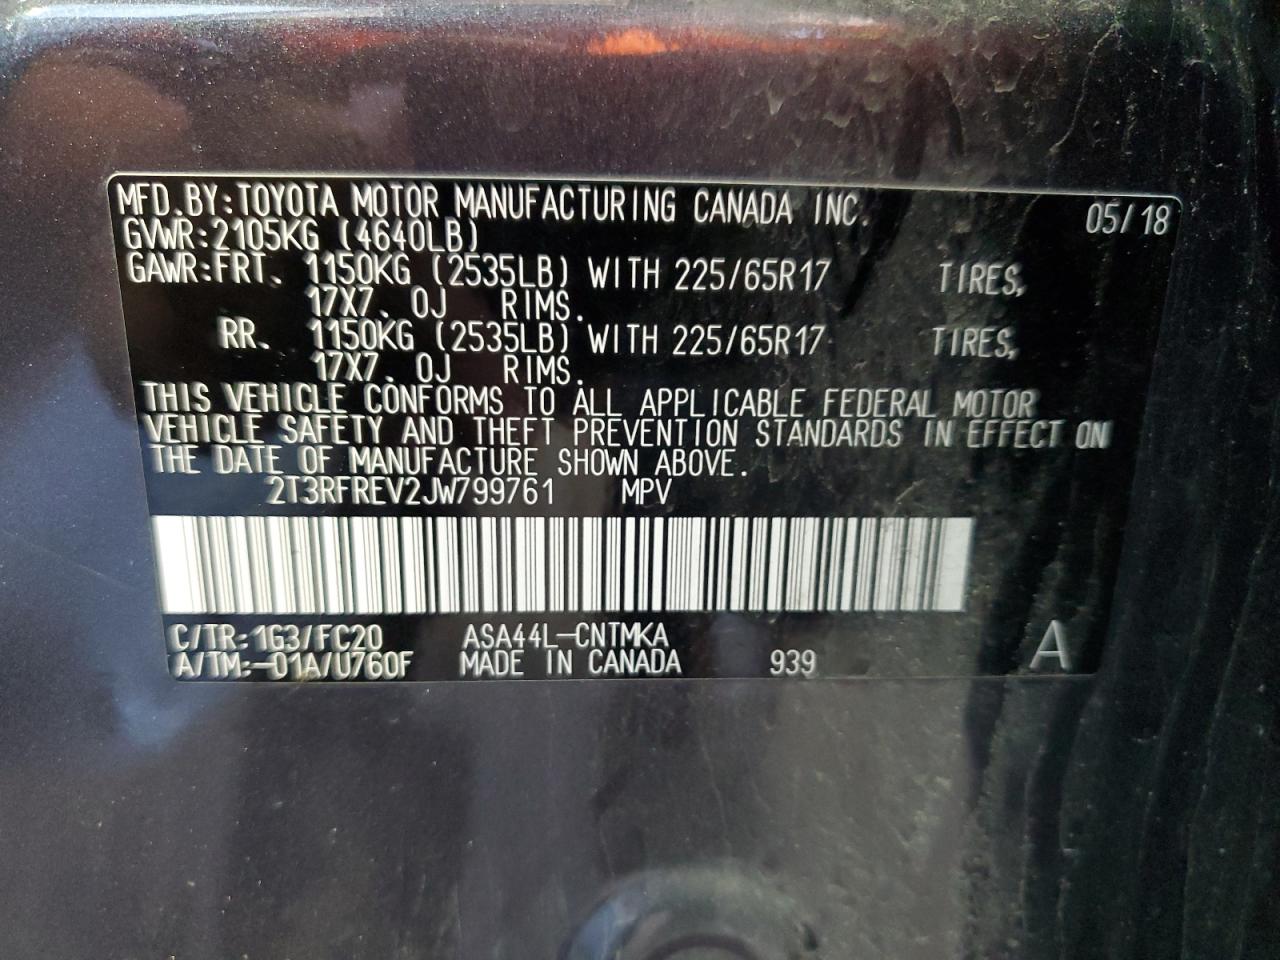 MFD.BY:TOYOTA MOTOR MANUFACTURING CANADA INC. 05/18
GVWR:2105KG (4640LB)
GAWR:FRT. 1150KG (2535LB) WITH 225/65R17 TIRES,
17X7.0J RIMS.
RR. 1150KG (2535LB) WITH 225/65R17 TIRES,
17X7.0J RIMS.
THIS VEHICLE CONFORMS TO ALL APPLICABLE FEDERAL MOTOR
VEHICLE SAFETY AND THEFT PREVENTION STANDARDS IN EFFECT ON
THE DATE OF MANUFACTURE SHOWN ABOVE.
2T3RFREV2JW799761 MPV
C/TR:1G3/FC20 ASA44L-CNTMKA
A/TM:-01A/U760F MADE IN CANADA 939 A